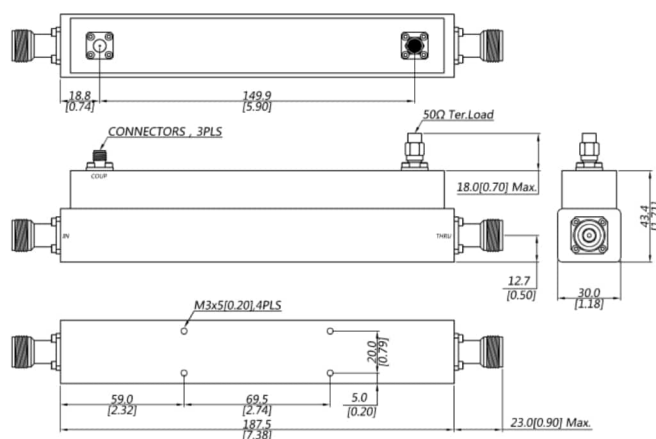 18.8
[0.74]
149.9
[5.90]
CONNECTORS , 3PLS
50Ω Ter.Load
COUP
18.0[0.70] Max.
IN
THRU
43.4
[1.71]
12.7
[0.50]
30.0
[1.18]
M3x5[0.20],4PLS
20.0
[0.79]
59.0
[2.32]
69.5
[2.74]
5.0
[0.20]
187.5
[7.38]
23.0[0.90] Max.